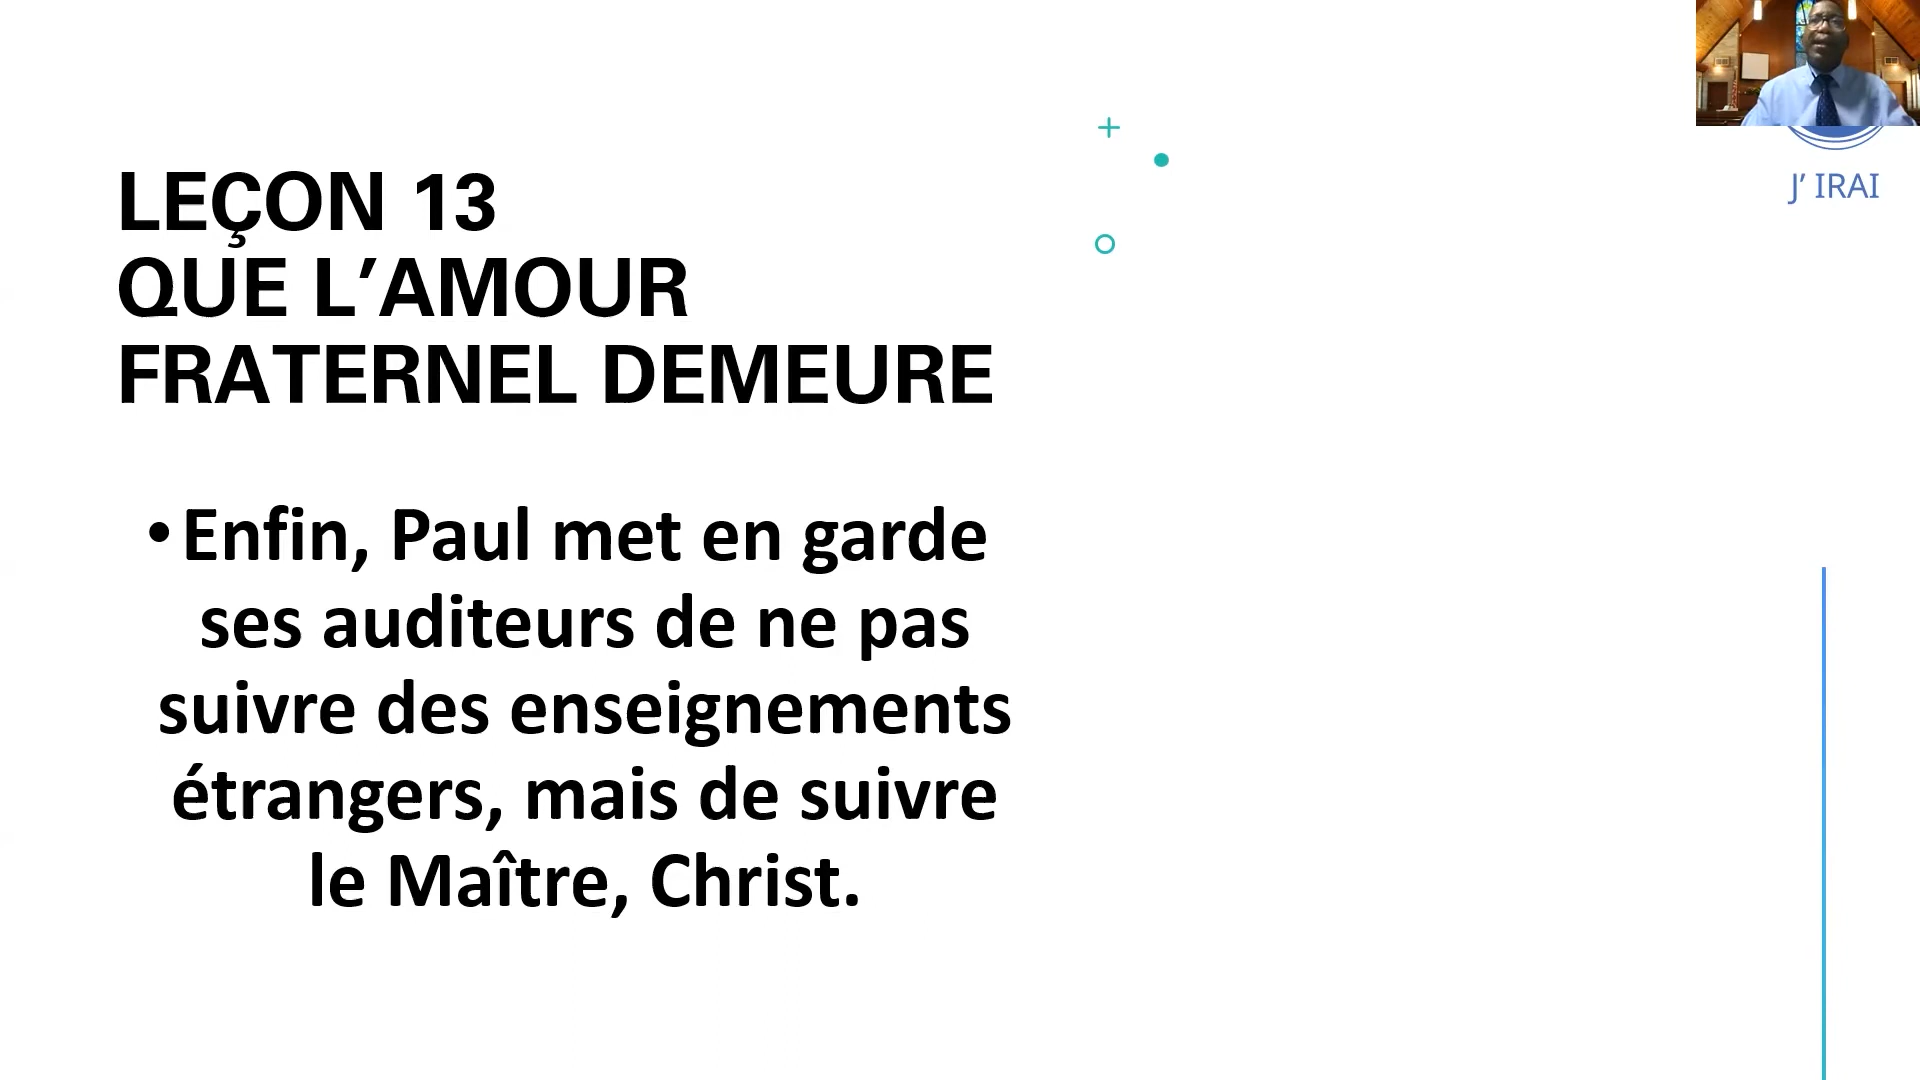 LEÇON 13
QUE L’AMOUR
FRATERNEL DEMEURE
•Enfin, Paul met en garde
ses auditeurs de ne pas
suivre des enseignements
étrangers, mais de suivre
le Maître, Christ.
J’ IRAI